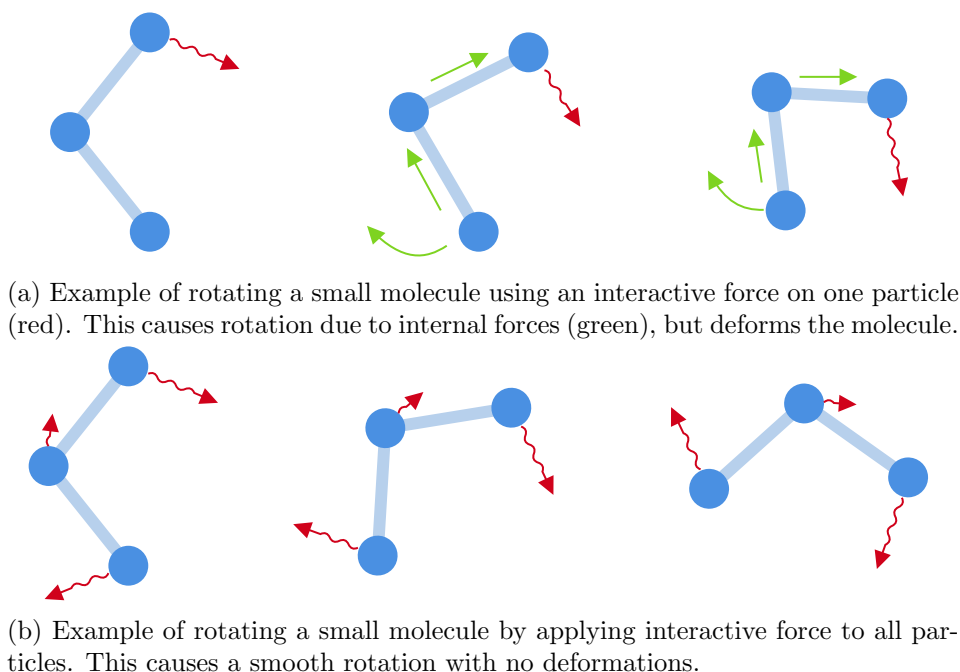 (a) Example of rotating a small molecule using an interactive force on one particle
(red). This causes rotation due to internal forces (green), but deforms the molecule.
(b) Example of rotating a small molecule by applying interactive force to all par-
ticles. This causes a smooth rotation with no deformations.